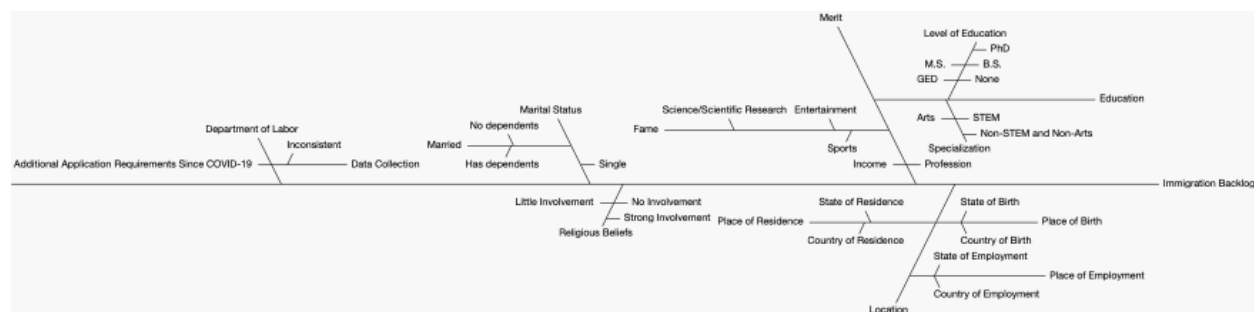 Merit
Level of Education
PhD
M.S.
B.S.
GED
None
Education
Marital Status
Science/Scientific Research
Entertainment
No dependents
Department of Labor
Fame
Arts
STEM
Non-STEM and Non-Arts
Inconsistent
Married
Sports
Specialization
Additional Application Requirements Since COVID-19
Data Collection
Has dependents
Single
Income
Profession
Immigration Backlog
Little Involvement
No Involvement
State of Residence
State of Birth
Strong Involvement
Place of Residence
Place of Birth
Religious Beliefs
Country of Residence
Country of Birth
State of Employment
Place of Employment
Country of Employment
Location